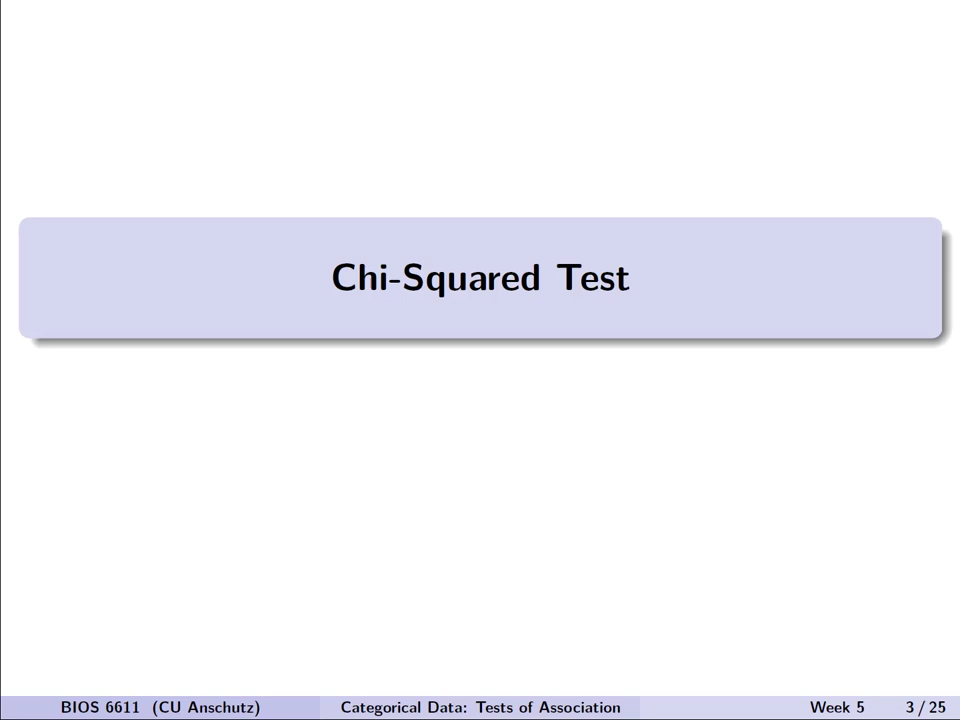 Chi-Squared Test
BIOS 6611 (CU Anschutz) Categorical Data: Tests of Association Week 5 3 / 25